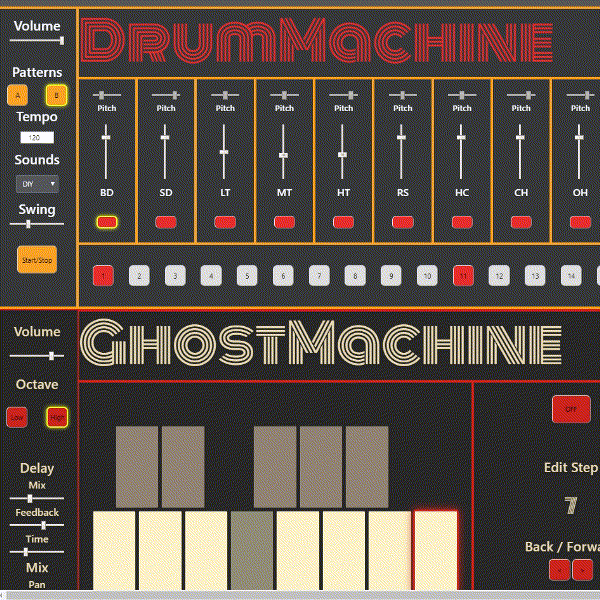 Volume
DrumMachine
Patterns
A B
Tempo
120
Sounds
DIY
Swing
Start/Stop
Pitch Pitch Pitch Pitch Pitch Pitch Pitch Pitch Pitch
BD SD LT MT HT RS HC CH OH
1 2 3 4 5 6 7 8 9 10 11 12 13 14
Volume
GhostMachine
Octave
Low High
Delay
Mix
Feedback
Time
Mix
Pan
OFF
Edit Step
7
Back / Forwa